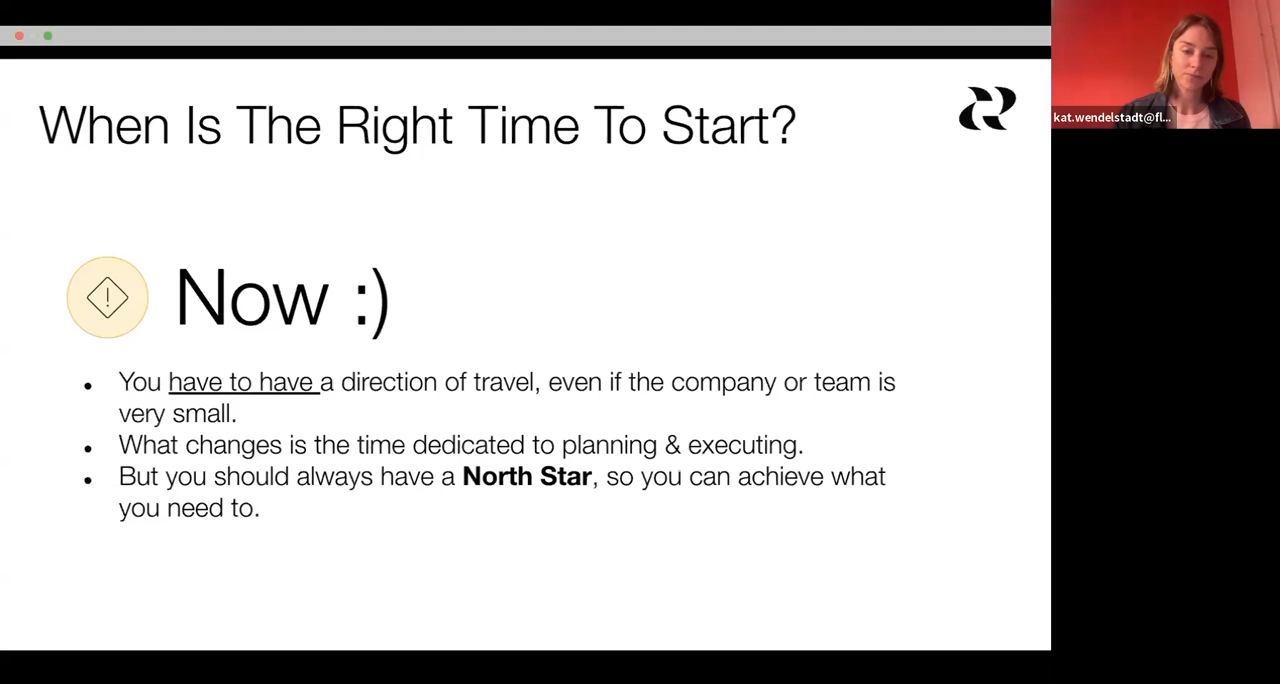 When Is The Right Time To Start?
kat.wendelstadt@fl...
!
Now :)
• You have to have a direction of travel, even if the company or team is
very small.
• What changes is the time dedicated to planning & executing.
• But you should always have a North Star, so you can achieve what
you need to.